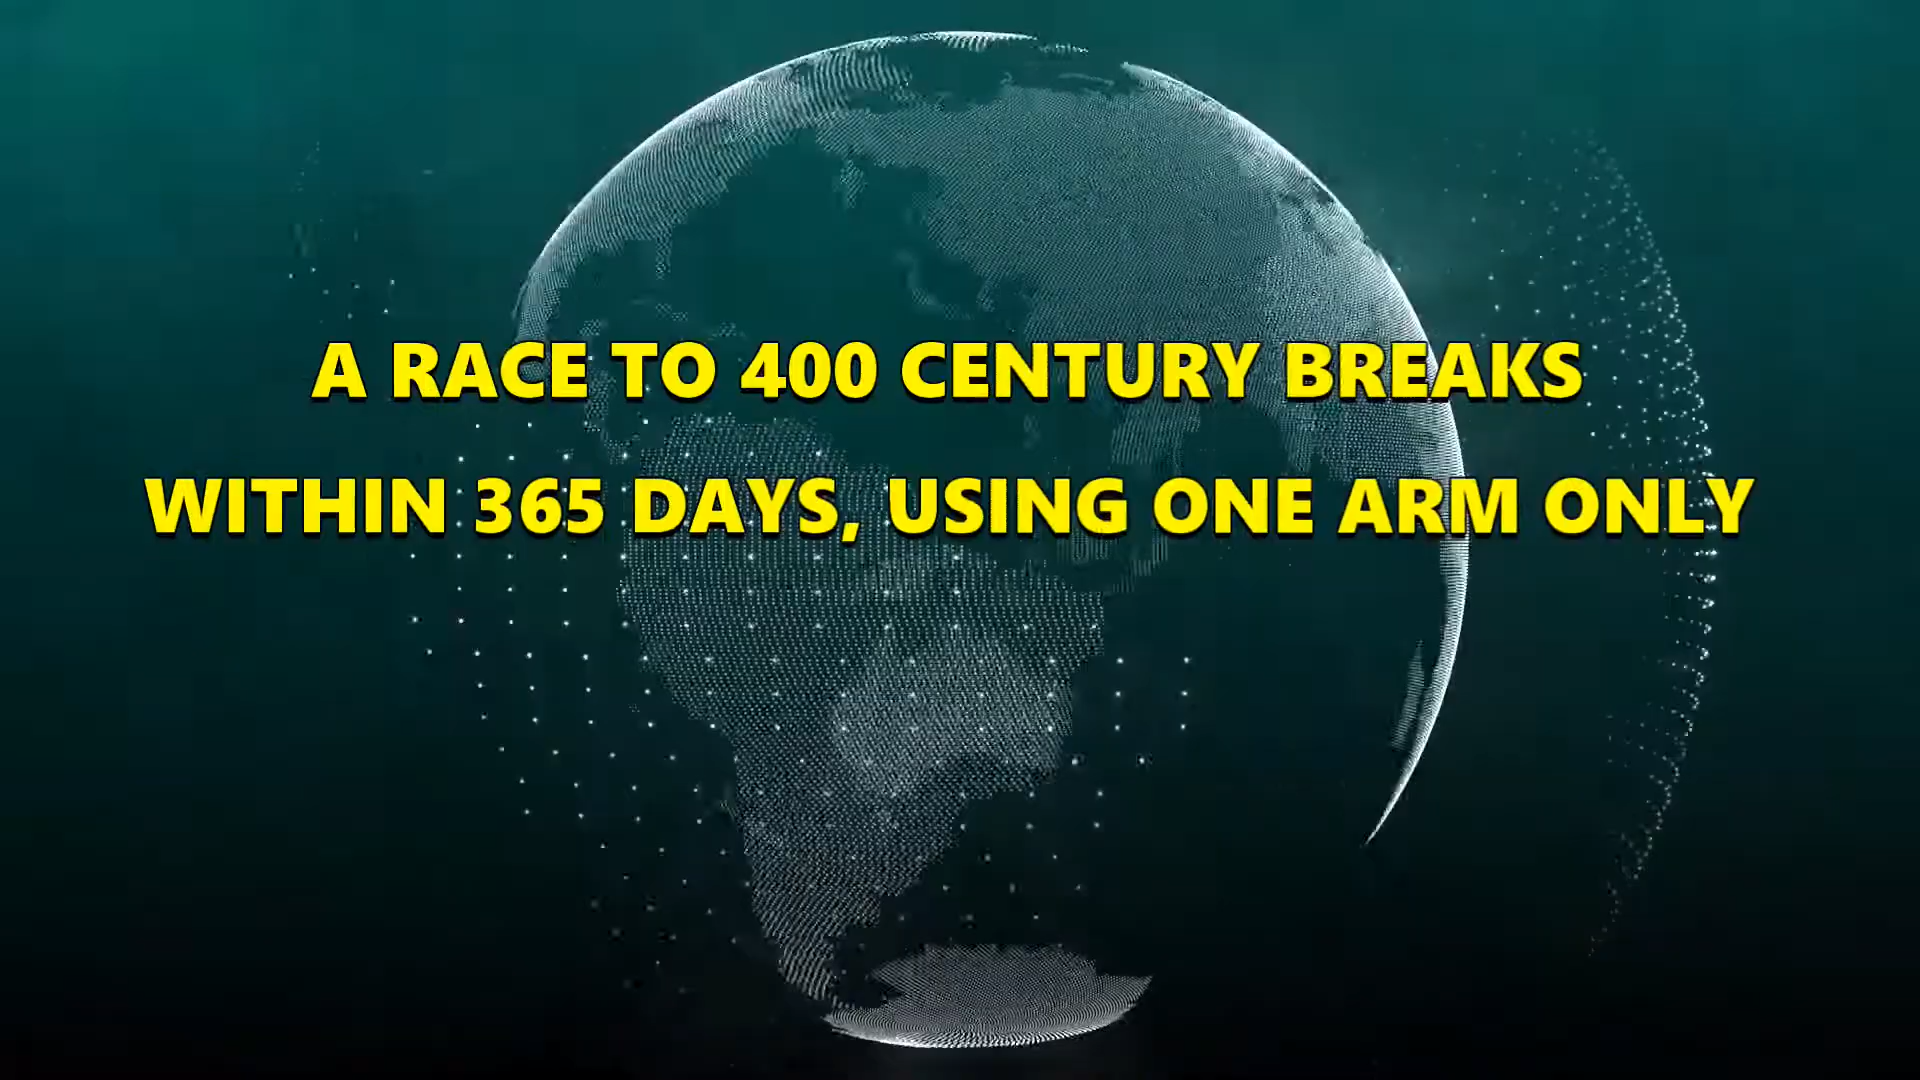 A RACE TO 400 CENTURY BREAKS
WITHIN 365 DAYS, USING ONE ARM ONLY